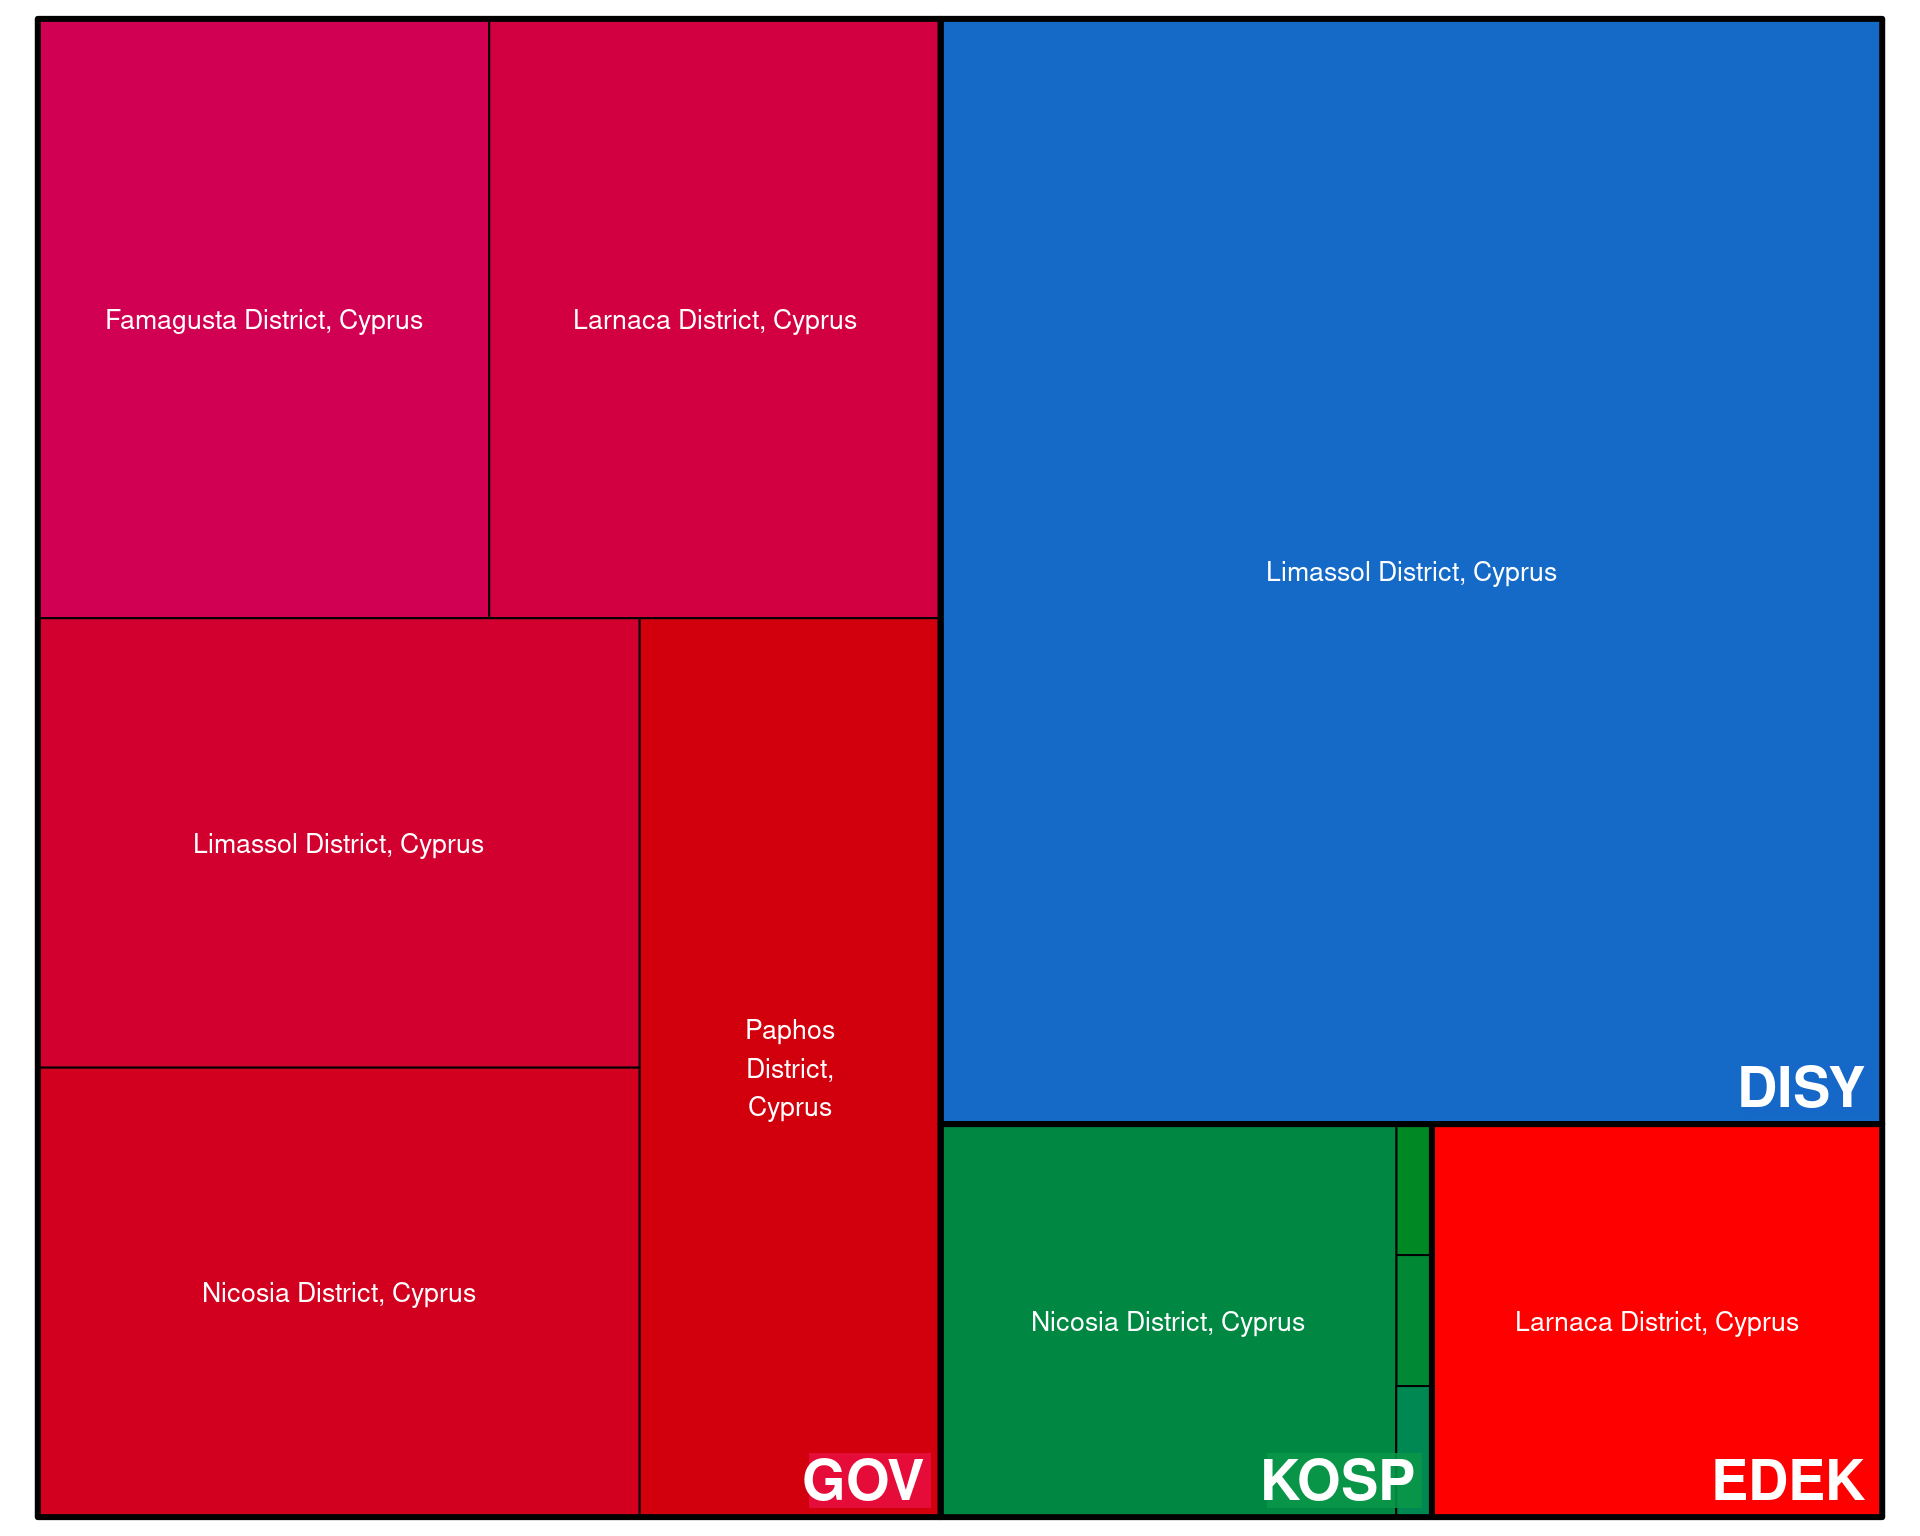 Famagusta District, Cyprus
Larnaca District, Cyprus
Limassol District, Cyprus
Nicosia District, Cyprus
Paphos
District,
Cyprus
GOV
Limassol District, Cyprus
DISY
Nicosia District, Cyprus
KOSP
Larnaca District, Cyprus
EDEK